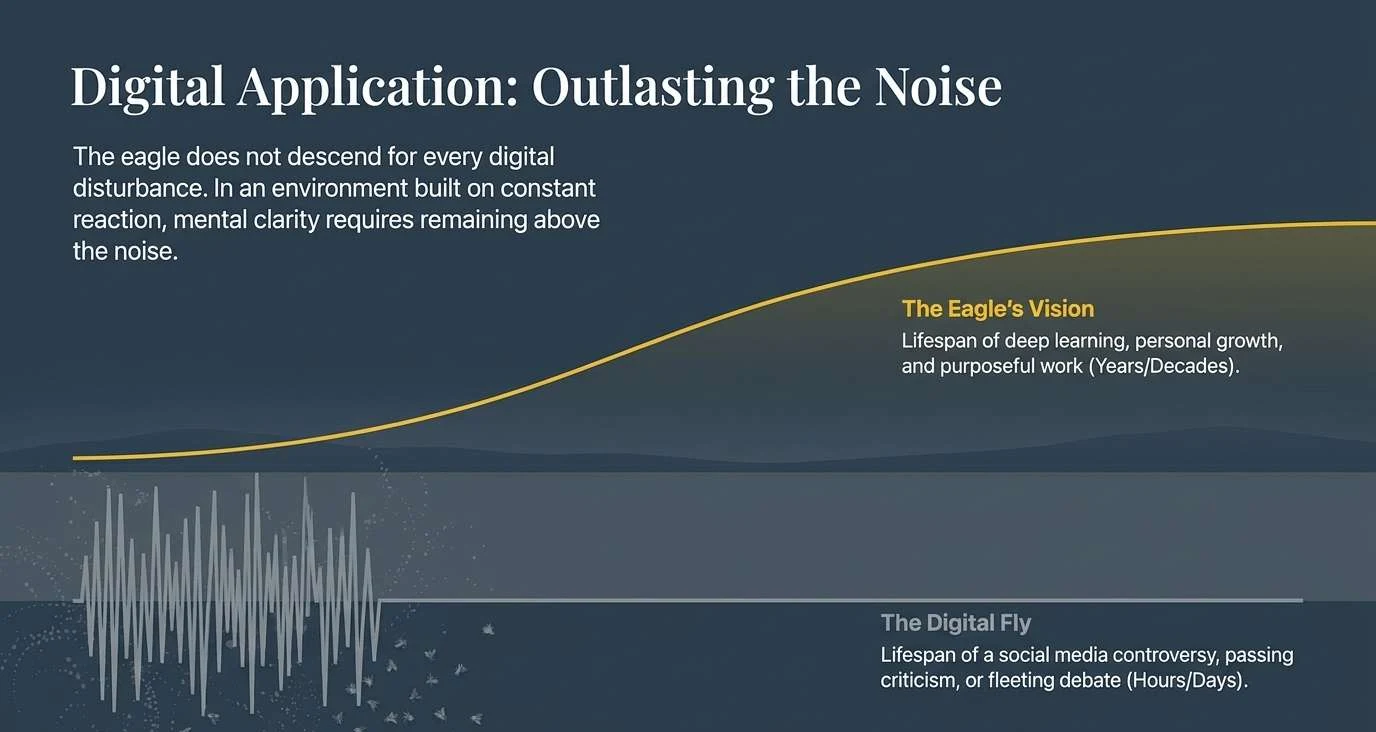 Digital Application: Outlasting the Noise
The eagle does not descend for every digital
disturbance. In an environment built on constant
reaction, mental clarity requires remaining above
the noise.
The Eagle’s Vision
Lifespan of deep learning, personal growth,
and purposeful work (Years/Decades).
The Digital Fly
Lifespan of a social media controversy, passing
criticism, or fleeting debate (Hours/Days).